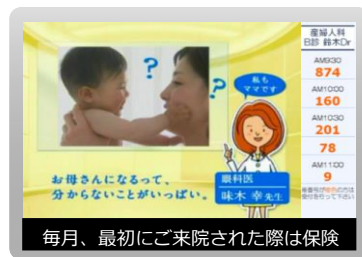 産婦人科
B診 鈴木Dr
AM9:30
874
AM10:00
160
AM10:30
201
78
AM11:00
9
?
?
私も
ママです
お母さんになるって、
分からないことがいっぱい。
眼科医
味木 幸先生
毎月、最初にご来院された際は保険